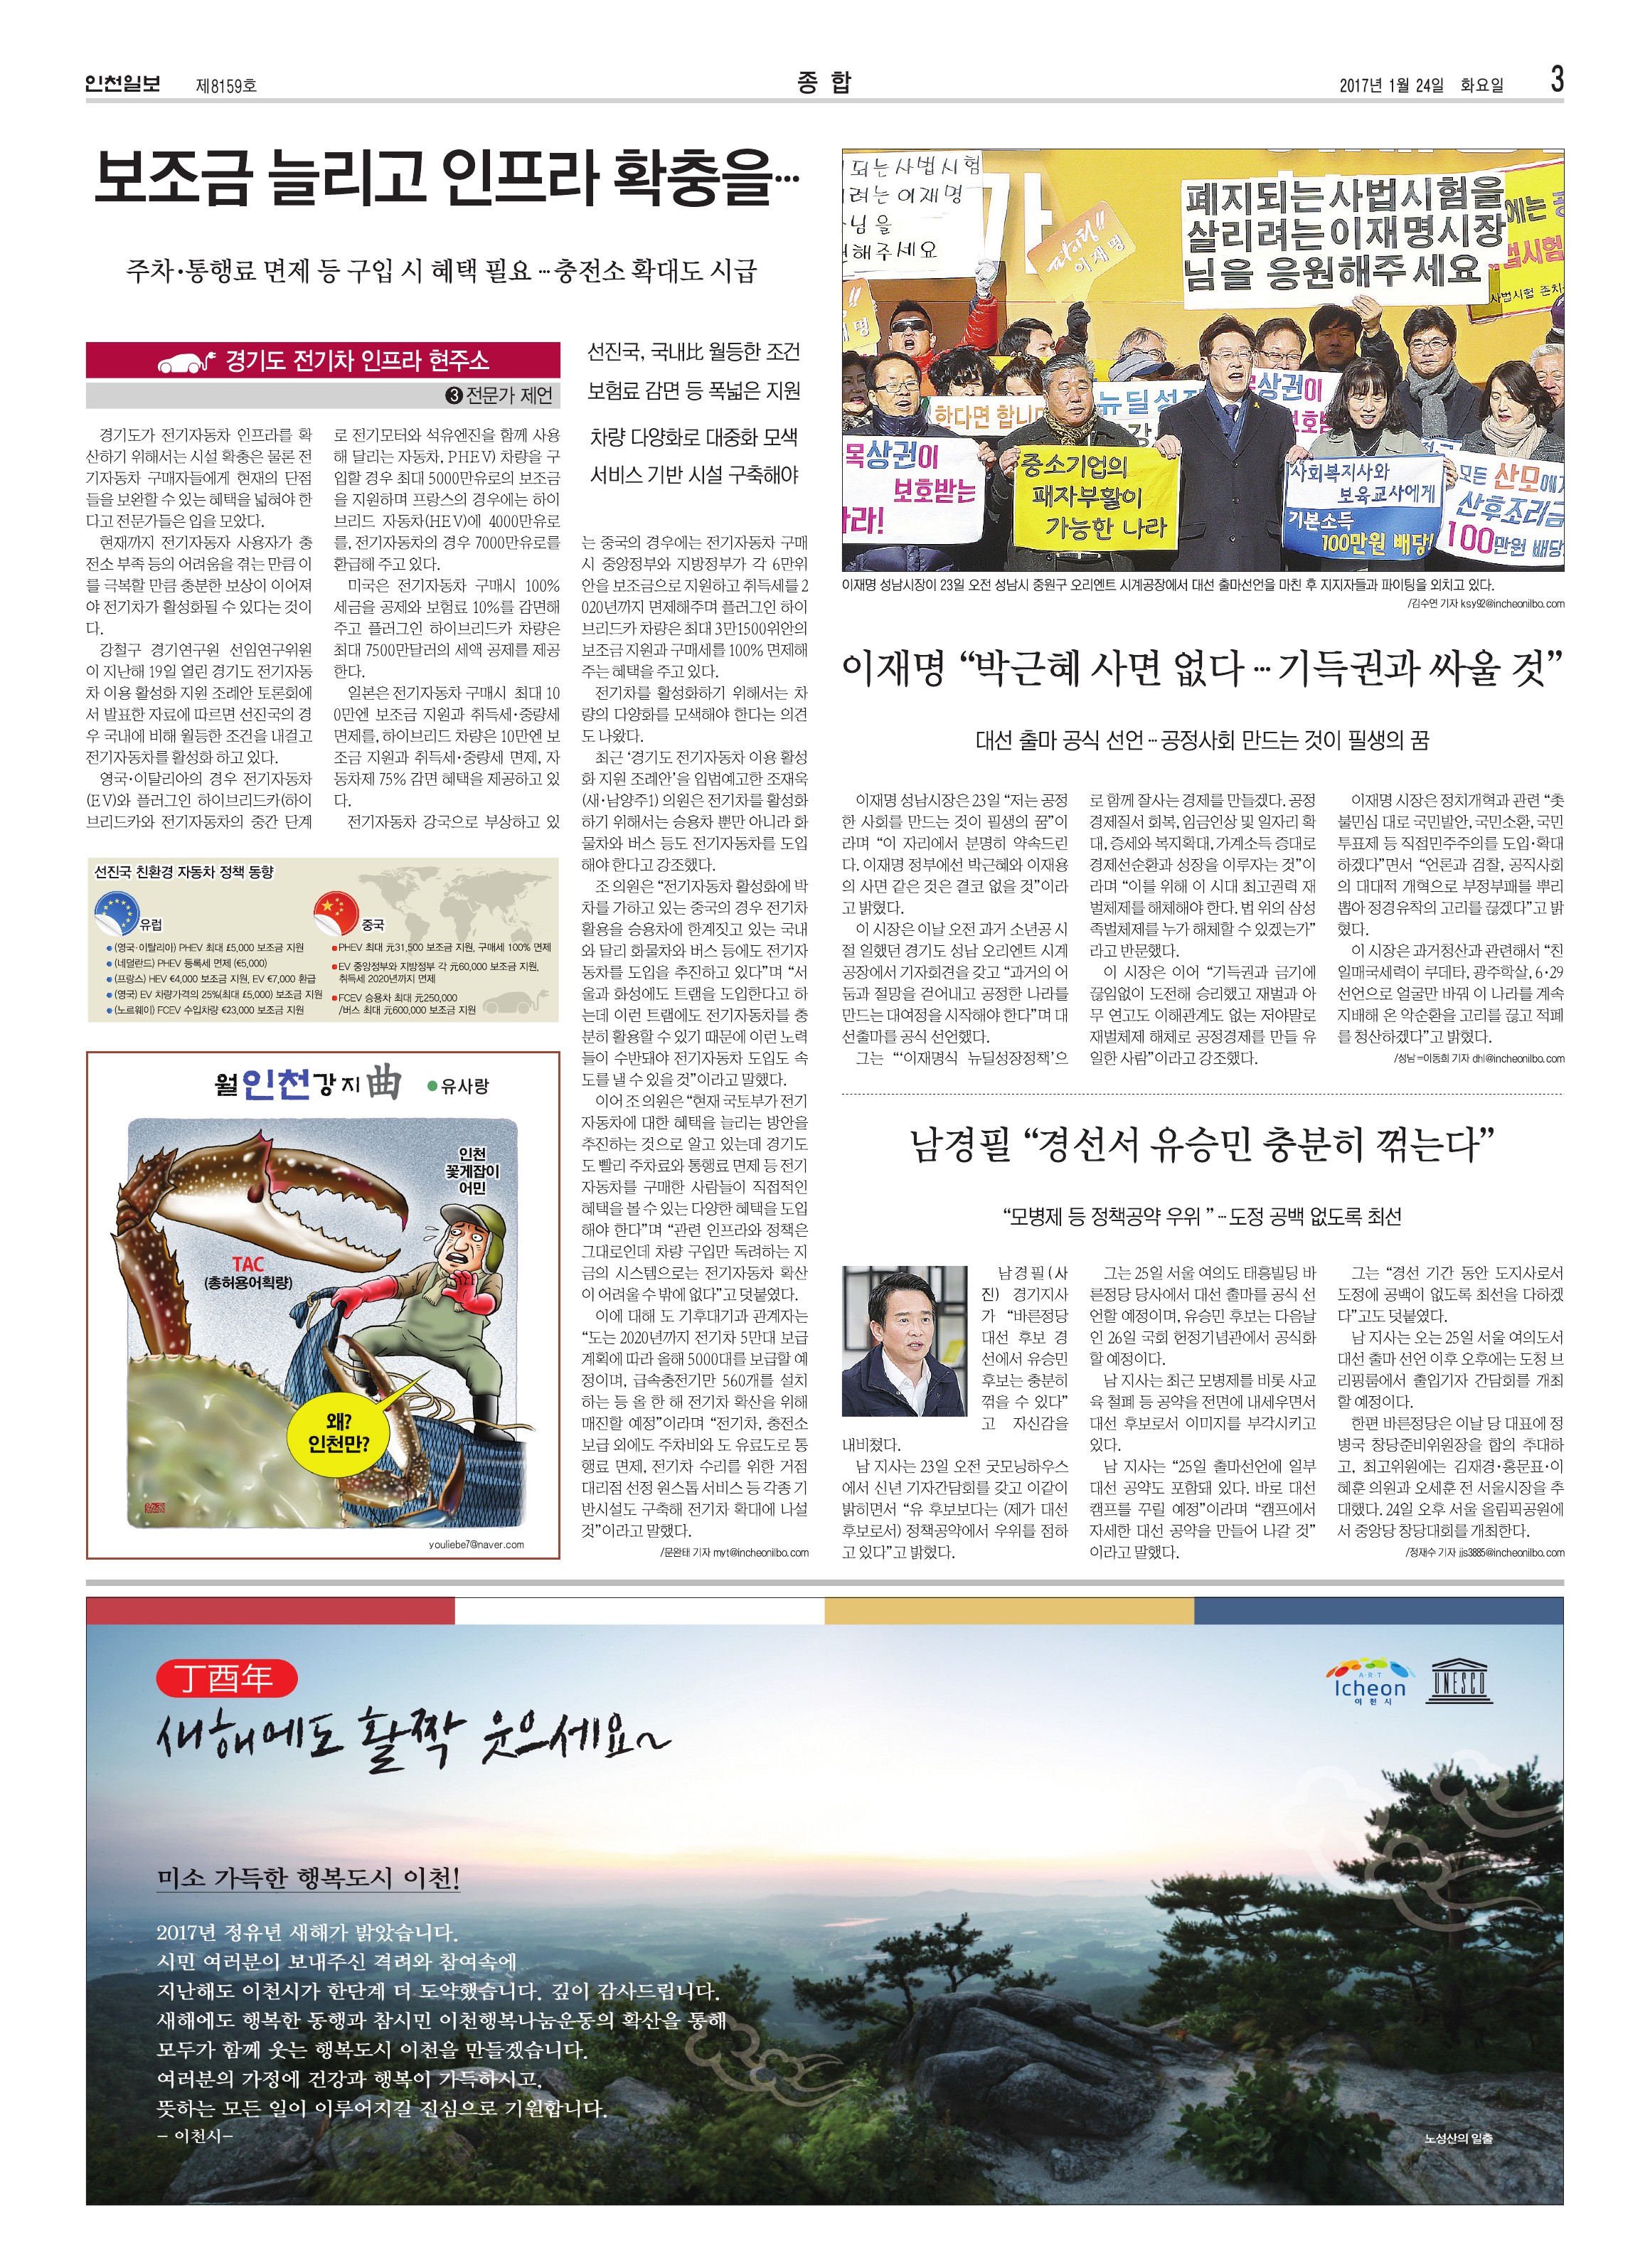 인천일보
제8159호
종 합
2017년 1월 24일 화요일
3
보조금 늘리고 인프라 확충을…
주차·통행료 면제 등 구입 시 혜택 필요…충전소 확대도 시급
경기도 전기차 인프라 현주소
❸전문가 제언
선진국, 국내比 월등한 조건
보험료 감면 등 폭넓은 지원
차량 다양화로 대중화 모색
서비스 기반 시설 구축해야
경기도가 전기자동차 인프라를 확
산하기 위해서는 시설 확충은 물론 전
기자동차 구매자들에게 현재의 단점
들을 보완할 수 있는 혜택을 넓혀야 한
다고 전문가들은 입을 모았다.
현재까지 전기자동자 사용자가 충
전소 부족 등의 어려움을 겪는 만큼 이
를 극복할 만큼 충분한 보상이 이어져
야 전기차가 활성화될 수 있다는 것이
다.
강철구 경기연구원 선임연구위원
이 지난해 19일 열린 경기도 전기자동
차 이용 활성화 지원 조례안 토론회에
서 발표한 자료에 따르면 선진국의 경
우 국내에 비해 월등한 조건을 내걸고
전기자동차를 활성화 하고 있다.
영국·이탈리아의 경우 전기자동차
(EV)와 플러그인 하이브리드카(하이
브리드카와 전기자동차의 중간 단계
로 전기모터와 석유엔진을 함께 사용
해 달리는 자동차, PHEV) 차량을 구
입할 경우 최대 5000만유로의 보조금
을 지원하며 프랑스의 경우에는 하이
브리드 자동차(HEV)에 4000만유로
를, 전기자동차의 경우 7000만유로를
환급해 주고 있다.
미국은 전기자동차 구매시 100%
세금을 공제와 보험료 10%를 감면해
주고 플러그인 하이브리드카 차량은
최대 7500만달러의 세액 공제를 제공
한다.
일본은 전기자동차 구매시 최대 10
0만엔 보조금 지원과 취득세·중량세
면제를, 하이브리드 차량은 10만엔 보
조금 지원과 취득세·중량세 면제, 자
동차제 75% 감면 혜택을 제공하고 있
다.
전기자동차 강국으로 부상하고 있
는 중국의 경우에는 전기자동차 구매
시 중앙정부와 지방정부가 각 6만위
안을 보조금으로 지원하고 취득세를 2
020년까지 면제해주며 플러그인 하이
브리드카 차량은 최대 3만1500위안의
보조금 지원과 구매세를 100% 면제해
주는 혜택을 주고 있다.
전기차를 활성화하기 위해서는 차
량의 다양화를 모색해야 한다는 의견
도 나왔다.
최근 ‘경기도 전기자동차 이용 활성
화 지원 조례안’을 입법예고한 조재욱
(새·남양주1) 의원은 전기차를 활성화
하기 위해서는 승용차 뿐만 아니라 화
물차와 버스 등도 전기자동차를 도입
해야 한다고 강조했다.
조 의원은 “전기자동차 활성화에 박
차를 가하고 있는 중국의 경우 전기차
활용을 승용차에 한계짓고 있는 국내
와 달리 화물차와 버스 등에도 전기자
동차를 도입을 추진하고 있다”며 “서
울과 화성에도 트램을 도입한다고 하
는데 이런 트램에도 전기자동차를 충
분히 활용할 수 있기 때문에 이런 노력
들이 수반돼야 전기자동차 도입도 속
도를 낼 수 있을 것”이라고 말했다.
이어 조 의원은 “현재 국토부가 전기
자동차에 대한 혜택을 늘리는 방안을
추진하는 것으로 알고 있는데 경기도
도 빨리 주차료와 통행료 면제 등 전기
자동차를 구매한 사람들이 직접적인
혜택을 볼 수 있는 다양한 혜택을 도입
해야 한다”며 “관련 인프라와 정책은
그대로인데 차량 구입만 독려하는 지
금의 시스템으로는 전기자동차 확산
이 어려울 수 밖에 없다”고 덧붙였다.
이에 대해 도 기후대기과 관계자는
“도는 2020년까지 전기차 5만대 보급
계획에 따라 올해 5000대를 보급할 예
정이며, 급속충전기만 560개를 설치
하는 등 올 한 해 전기차 확산을 위해
매진할 예정”이라며 “전기차, 충전소
보급 외에도 주차비와 도 유료도로 통
행료 면제, 전기차 수리를 위한 거점
대리점 선정 원스톱 서비스 등 각종 기
반시설도 구축해 전기차 확대에 나설
것”이라고 말했다.
/문완태 기자 myt@incheonilbo.com
선진국 친환경 자동차 정책 동향
유럽
●(영국·이탈리아) PHEV 최대 £5,000 보조금 지원
●(네덜란드) PHEV 등록세 면제 (€5,000)
●(프랑스) HEV €4,000 보조금 지원, EV €7,000 환급
●(영국) EV 차량가격의 25%(최대 £5,000) 보조금 지원
●(노르웨이) FCEV 수입차량 €23,000 보조금 지원
중국
●PHEV 최대 元31,500 보조금 지원, 구매세 100% 면제
●EV 중앙정부와 지방정부 각 元60,000 보조금 지원,
취득세 2020년까지 면제
●FCEV 승용차 최대 元250,000
/버스 최대 元600,000 보조금 지원
월인천강지曲 ●유사랑
인천
꽃게잡이
어민
TAC
(총허용어획량)
왜?
인천만?
youliebe7@naver.com
되는사법시험
려는이재명
님을
해주세요
파이팅!!
이재명
폐지되는사법시험을
살리려는이재명시장
님을 응원해주세요
에는
법시험
사법시험 존치
한다면 합니
뉴딜성
상권이
목상권이
보호받는
라!
중소기업의
패자부활이
가능한 나라
사회복지사와
보육교사에게
기본소득
100만원 배당!
모든 산모에
산후조리
100만원 배당
이재명 성남시장이 23일 오전 성남시 중원구 오리엔트 시계공장에서 대선 출마선언을 마친 후 지지자들과 파이팅을 외치고 있다.
/김수연 기자 ksy92@incheonilbo.com
이재명 “박근혜 사면 없다…기득권과 싸울 것”
대선 출마 공식 선언…공정사회 만드는 것이 필생의 꿈
이재명 성남시장은 23일 “저는 공정
한 사회를 만드는 것이 필생의 꿈”이
라며 “이 자리에서 분명히 약속드린
다. 이재명 정부에선 박근혜와 이재용
의 사면 같은 것은 결코 없을 것”이라
고 밝혔다.
이 시장은 이날 오전 과거 소년공 시
절 일했던 경기도 성남 오리엔트 시계
공장에서 기자회견을 갖고 “과거의 어
둠과 절망을 걷어내고 공정한 나라를
만드는 대여정을 시작해야 한다”며 대
선출마를 공식 선언했다.
그는 “‘이재명식 뉴딜성장정책’으
로 함께 잘사는 경제를 만들겠다. 공정
경제질서 회복, 임금인상 및 일자리 확
대, 증세와 복지확대, 가계소득 증대로
경제선순환과 성장을 이루자는 것”이
라며 “이를 위해 이 시대 최고권력 재
벌체제를 해체해야 한다. 법 위의 삼성
족벌체제를 누가 해체할 수 있겠는가”
라고 반문했다.
이 시장은 이어 “기득권과 금기에
끊임없이 도전해 승리했고 재벌과 아
무 연고도 이해관계도 없는 저야말로
재벌체제 해체로 공정경제를 만들 유
일한 사람”이라고 강조했다.
이재명 시장은 정치개혁과 관련 “촛
불민심 대로 국민발안, 국민소환, 국민
투표제 등 직접민주주의를 도입·확대
하겠다”면서 “언론과 검찰, 공직사회
의 대대적 개혁으로 부정부패를 뿌리
뽑아 정경유착의 고리를 끊겠다”고 밝
혔다.
이 시장은 과거청산과 관련해서 “친
일매국세력이 쿠데타, 광주학살, 6·29
선언으로 얼굴만 바꿔 이 나라를 계속
지배해 온 악순환을 고리를 끊고 적폐
를 청산하겠다”고 밝혔다.
/성남=이동희 기자 dhl@incheonilbo.com
남경필 “경선서 유승민 충분히 꺾는다”
“모병제 등 정책공약 우위 ”…도정 공백 없도록 최선
남경필(사
진) 경기지사
가 “바른정당
대선 후보 경
선에서 유승민
후보는 충분히
꺾을 수 있다”
고 자신감을
내비쳤다.
남 지사는 23일 오전 굿모닝하우스
에서 신년 기자간담회를 갖고 이같이
밝히면서 “유 후보보다는 (제가 대선
후보로서) 정책공약에서 우위를 점하
고 있다”고 밝혔다.
그는 25일 서울 여의도 태흥빌딩 바
른정당 당사에서 대선 출마를 공식 선
언할 예정이며, 유승민 후보는 다음날
인 26일 국회 헌정기념관에서 공식화
할 예정이다.
남 지사는 최근 모병제를 비롯 사교
육 철폐 등 공약을 전면에 내세우면서
대선 후보로서 이미지를 부각시키고
있다.
남 지사는 “25일 출마선언에 일부
대선 공약도 포함돼 있다. 바로 대선
캠프를 꾸릴 예정”이라며 “캠프에서
자세한 대선 공약을 만들어 나갈 것”
이라고 말했다.
그는 “경선 기간 동안 도지사로서
도정에 공백이 없도록 최선을 다하겠
다”고도 덧붙였다.
남 지사는 오는 25일 서울 여의도서
대선 출마 선언 이후 오후에는 도청 브
리핑룸에서 출입기자 간담회를 개최
할 예정이다.
한편 바른정당은 이날 당 대표에 정
병국 창당준비위원장을 합의 추대하
고, 최고위원에는 김재경·홍문표·이
혜훈 의원과 오세훈 전 서울시장을 추
대했다. 24일 오후 서울 올림픽공원에
서 중앙당 창당대회를 개최한다.
/정재수 기자 jjs3885@incheonilbo.com
丁酉年
새해에도 활짝 웃으세요~
ART
Icheon
이천시
UNESCO
미소 가득한 행복도시 이천!
2017년 정유년 새해가 밝았습니다.
시민 여러분이 보내주신 격려와 참여속에
지난해도 이천시가 한단계 더 도약했습니다. 깊이 감사드립니다.
새해에도 행복한 동행과 참시민 이천행복나눔운동의 확산을 통해
모두가 함께 웃는 행복도시 이천을 만들겠습니다.
여러분의 가정에 건강과 행복이 가득하시고,
뜻하는 모든 일이 이루어지길 진심으로 기원합니다.
- 이천시-
노성산의 일출